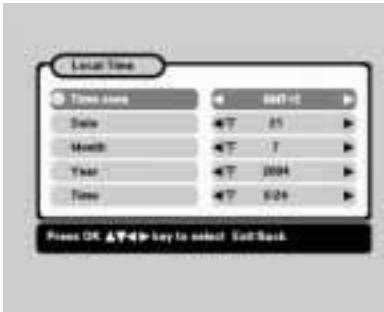 Local Time
Time zone
Date 21
Month 7
Year 2004
Time
Press OK ▲▼◀▶ key to select Exit:Back